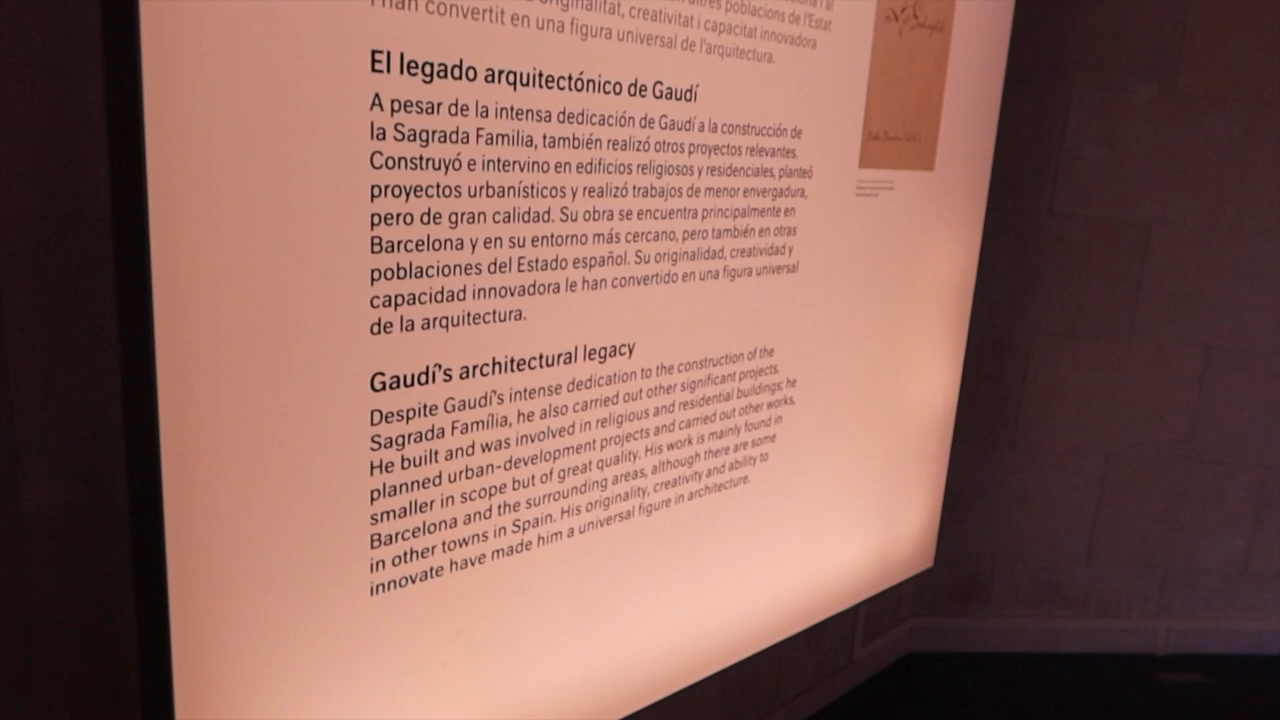 poblacions de l'Estat
originalitat, creativitat i capacitat innovadora
han convertit en una figura universal de l'arquitectura.
El legado arquitectónico de Gaudí
A pesar de la intensa dedicación de Gaudí a la construcción de
la Sagrada Familia, también realizó otros proyectos relevantes.
Construyó e intervino en edificios religiosos y residenciales, planteó
proyectos urbanísticos y realizó trabajos de menor envergadura,
pero de gran calidad. Su obra se encuentra principalmente en
Barcelona y en su entorno más cercano, pero también en otras
poblaciones del Estado español. Su originalidad, creatividad y
capacidad innovadora le han convertido en una figura universal
de la arquitectura.
Gaudí's architectural legacy
Despite Gaudí's intense dedication to the construction of the
Sagrada Família, he also carried out other significant projects.
He built and was involved in religious and residential buildings; he
planned urban-development projects and carried out other works,
smaller in scope but of great quality. His work is mainly found in
Barcelona and the surrounding areas, although there are some
in other towns in Spain. His originality, creativity and ability to
innovate have made him a universal figure in architecture.